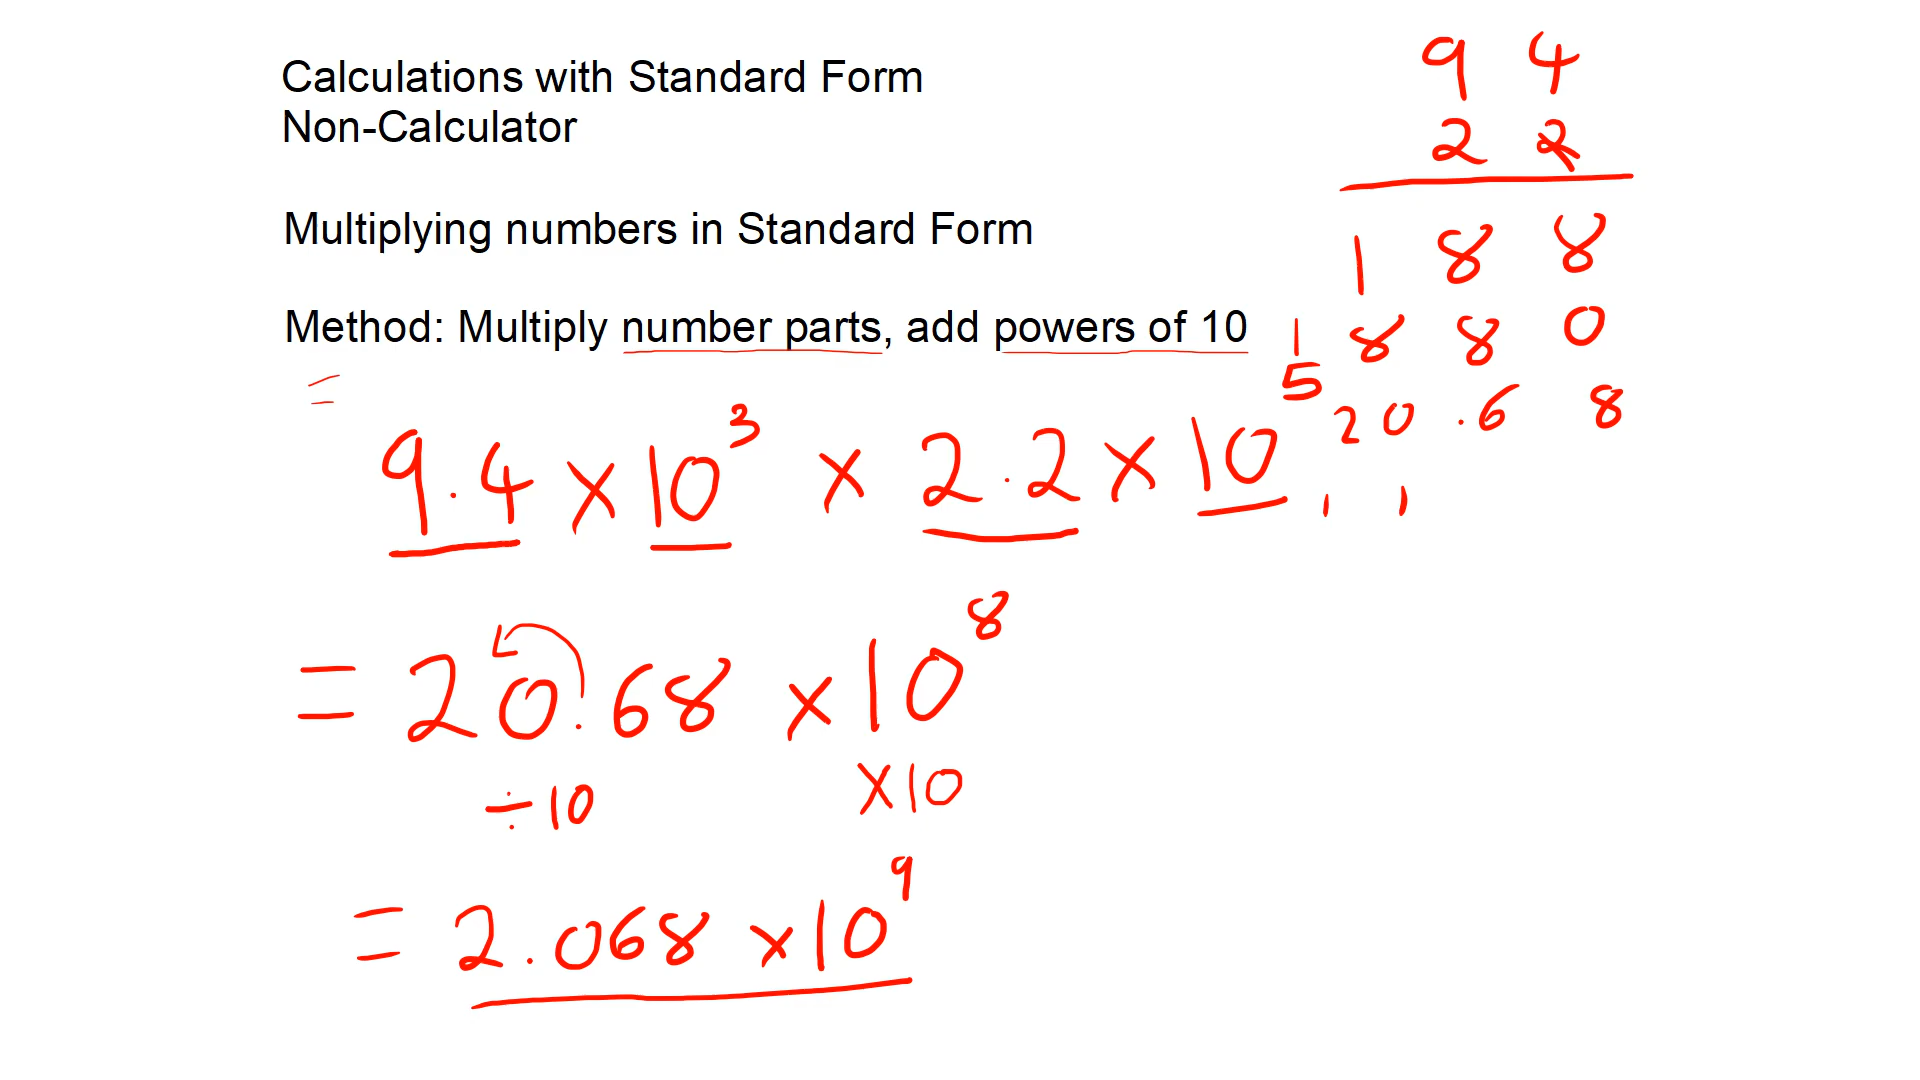 Calculations with Standard Form
Non-Calculator
Multiplying numbers in Standard Form
Method: Multiply number parts, add powers of 10
=
9.4 × 10³ × 2.2 × 10⁵
= 20.68 × 10⁸
÷10 ×10
= 2.068 × 10⁹
9 4
2 2
1 8 8
1 8 8 0
2 0 . 6 8
1 1